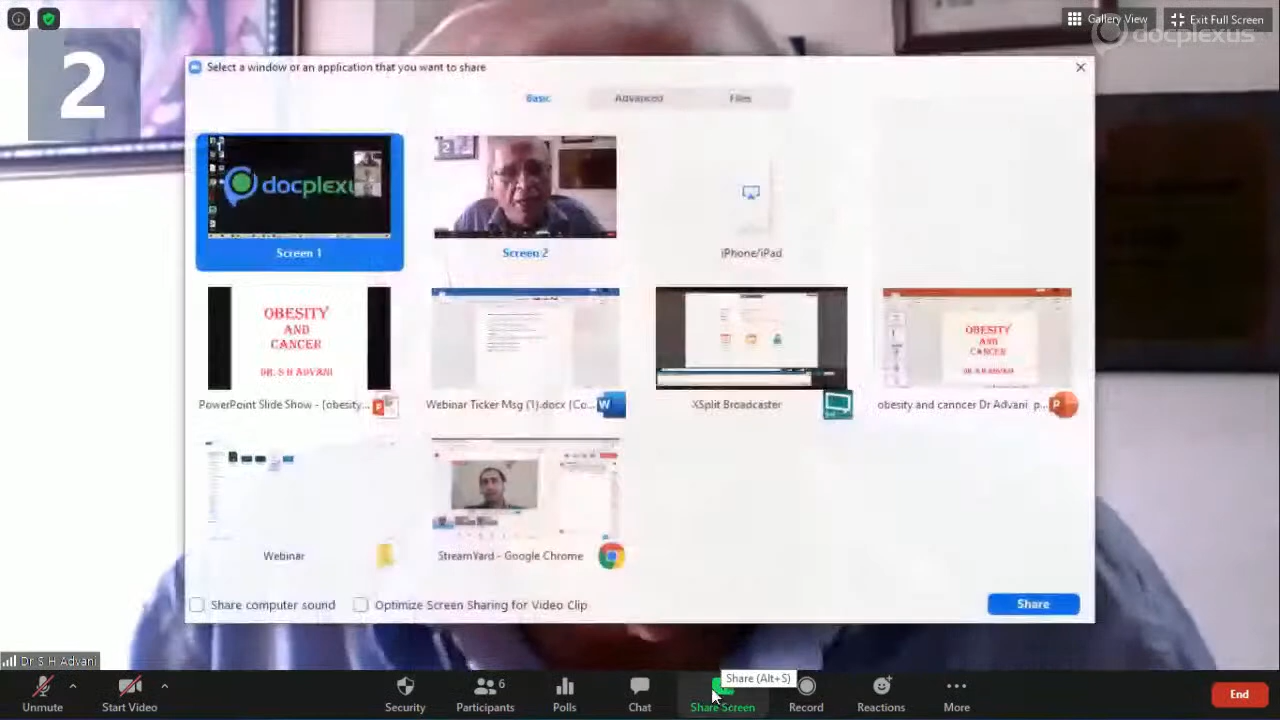 Gallery View
Exit Full Screen
docplexus
2
Select a window or an application that you want to share
Basic
Advanced
Files
docplexu
2
Screen 1
Screen 2
iPhone/iPad
OBESITY
AND
CANCER
DR. S H ADVANI
OBESITY
AND
CANCER
DR. S H ADVANI
PowerPoint Slide Show - [obesity...
Webinar Ticker Msg (1).docx (Co...
XSplit Broadcaster
obesity and canncer Dr Advani p...
Webinar
StreamYard - Google Chrome
Share computer sound
Optimize Screen Sharing for Video Clip
Share
Dr S H Advani
Share (Alt+S)
Unmute
Start Video
Security
Participants
6
Polls
Chat
Share Screen
Record
Reactions
More
End